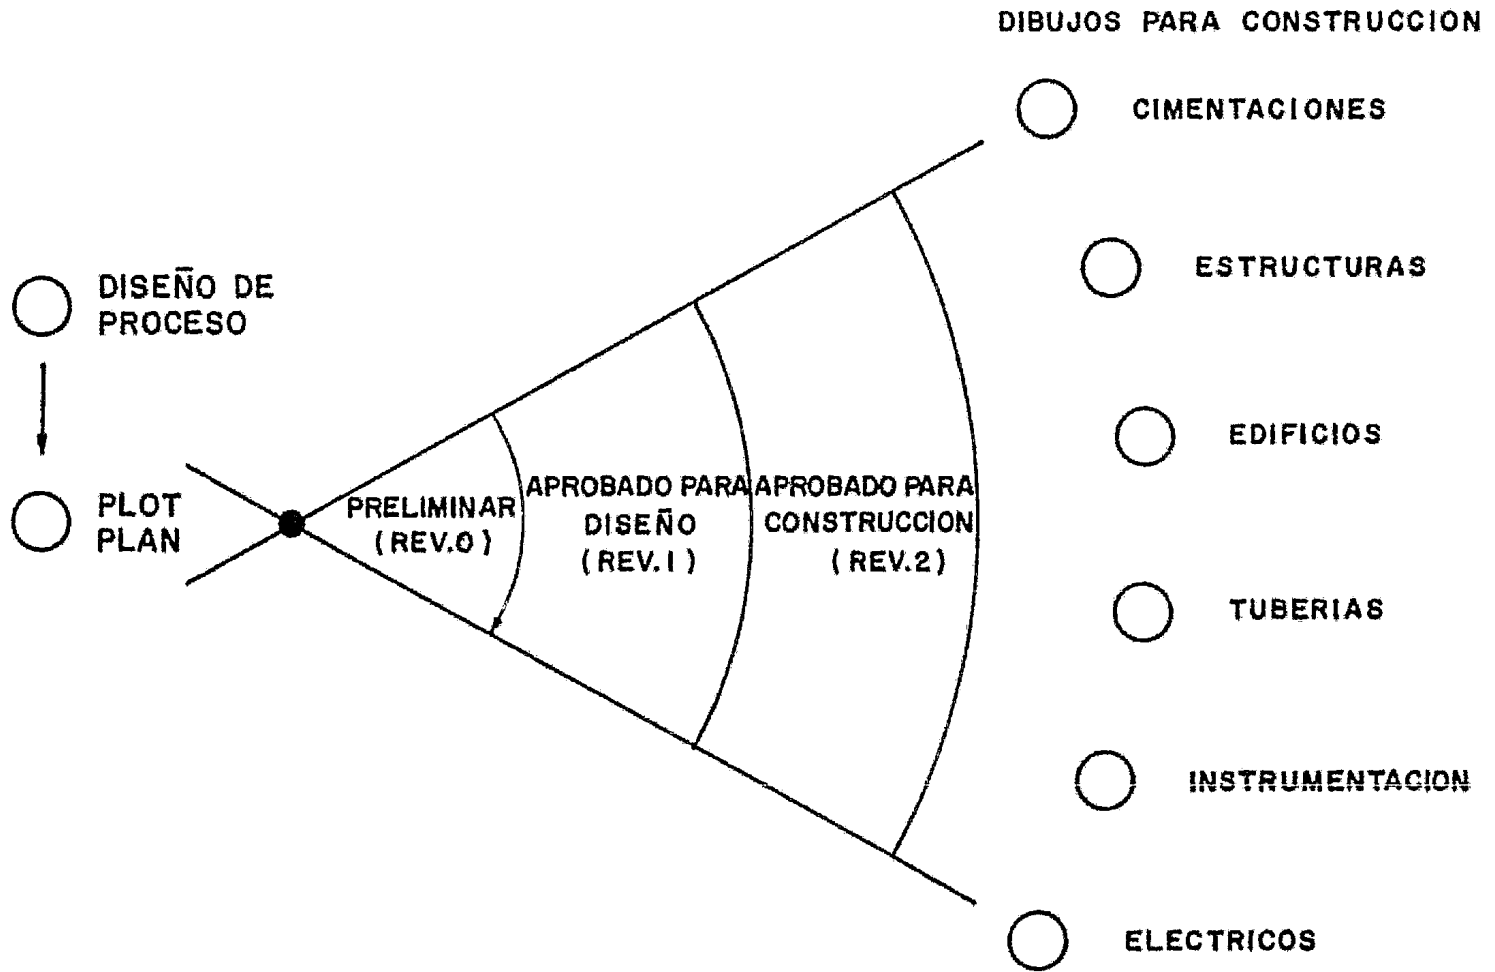 DIBUJOS PARA CONSTRUCCION
CIMENTACIONES
ESTRUCTURAS
DISEÑO DE
PROCESO
EDIFICIOS
PLOT
PLAN
PRELIMINAR
(REV.0)
APROBADO PARA
DISEÑO
(REV.1)
APROBADO PARA
CONSTRUCCION
(REV.2)
TUBERIAS
INSTRUMENTACION
ELECTRICOS